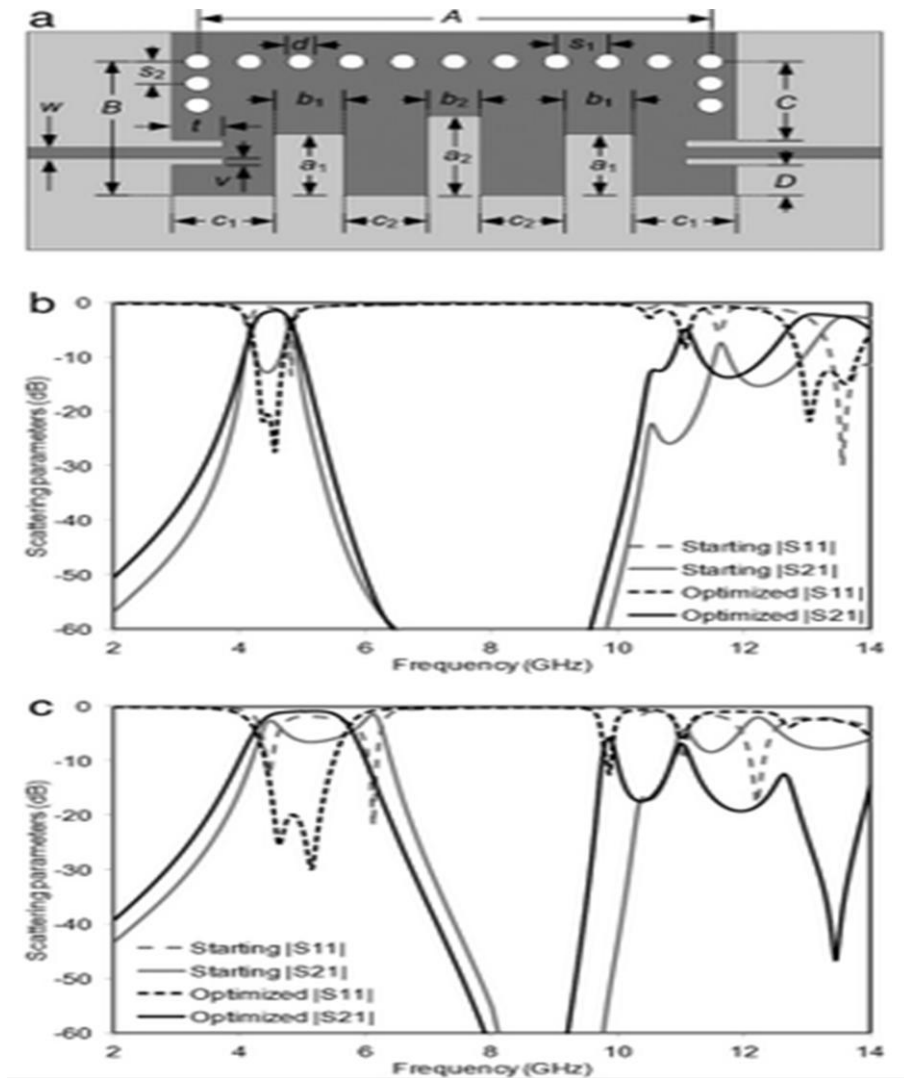 a
A
d
s1
s2
w
B
b1
b2
b1
C
t
v
a1
a2
a1
D
c1
c2
c2
c1
b
0
-10
-20
-30
-40
-50
-60
Scattering parameters (dB)
Starting |S11|
Starting |S21|
Optimized |S11|
Optimized |S21|
2 4 6 8 10 12 14
Frequency (GHz)
c
0
-10
-20
-30
-40
-50
-60
Scattering parameters (dB)
Starting |S11|
Starting |S21|
Optimized |S11|
Optimized |S21|
2 4 6 8 10 12 14
Frequency (GHz)